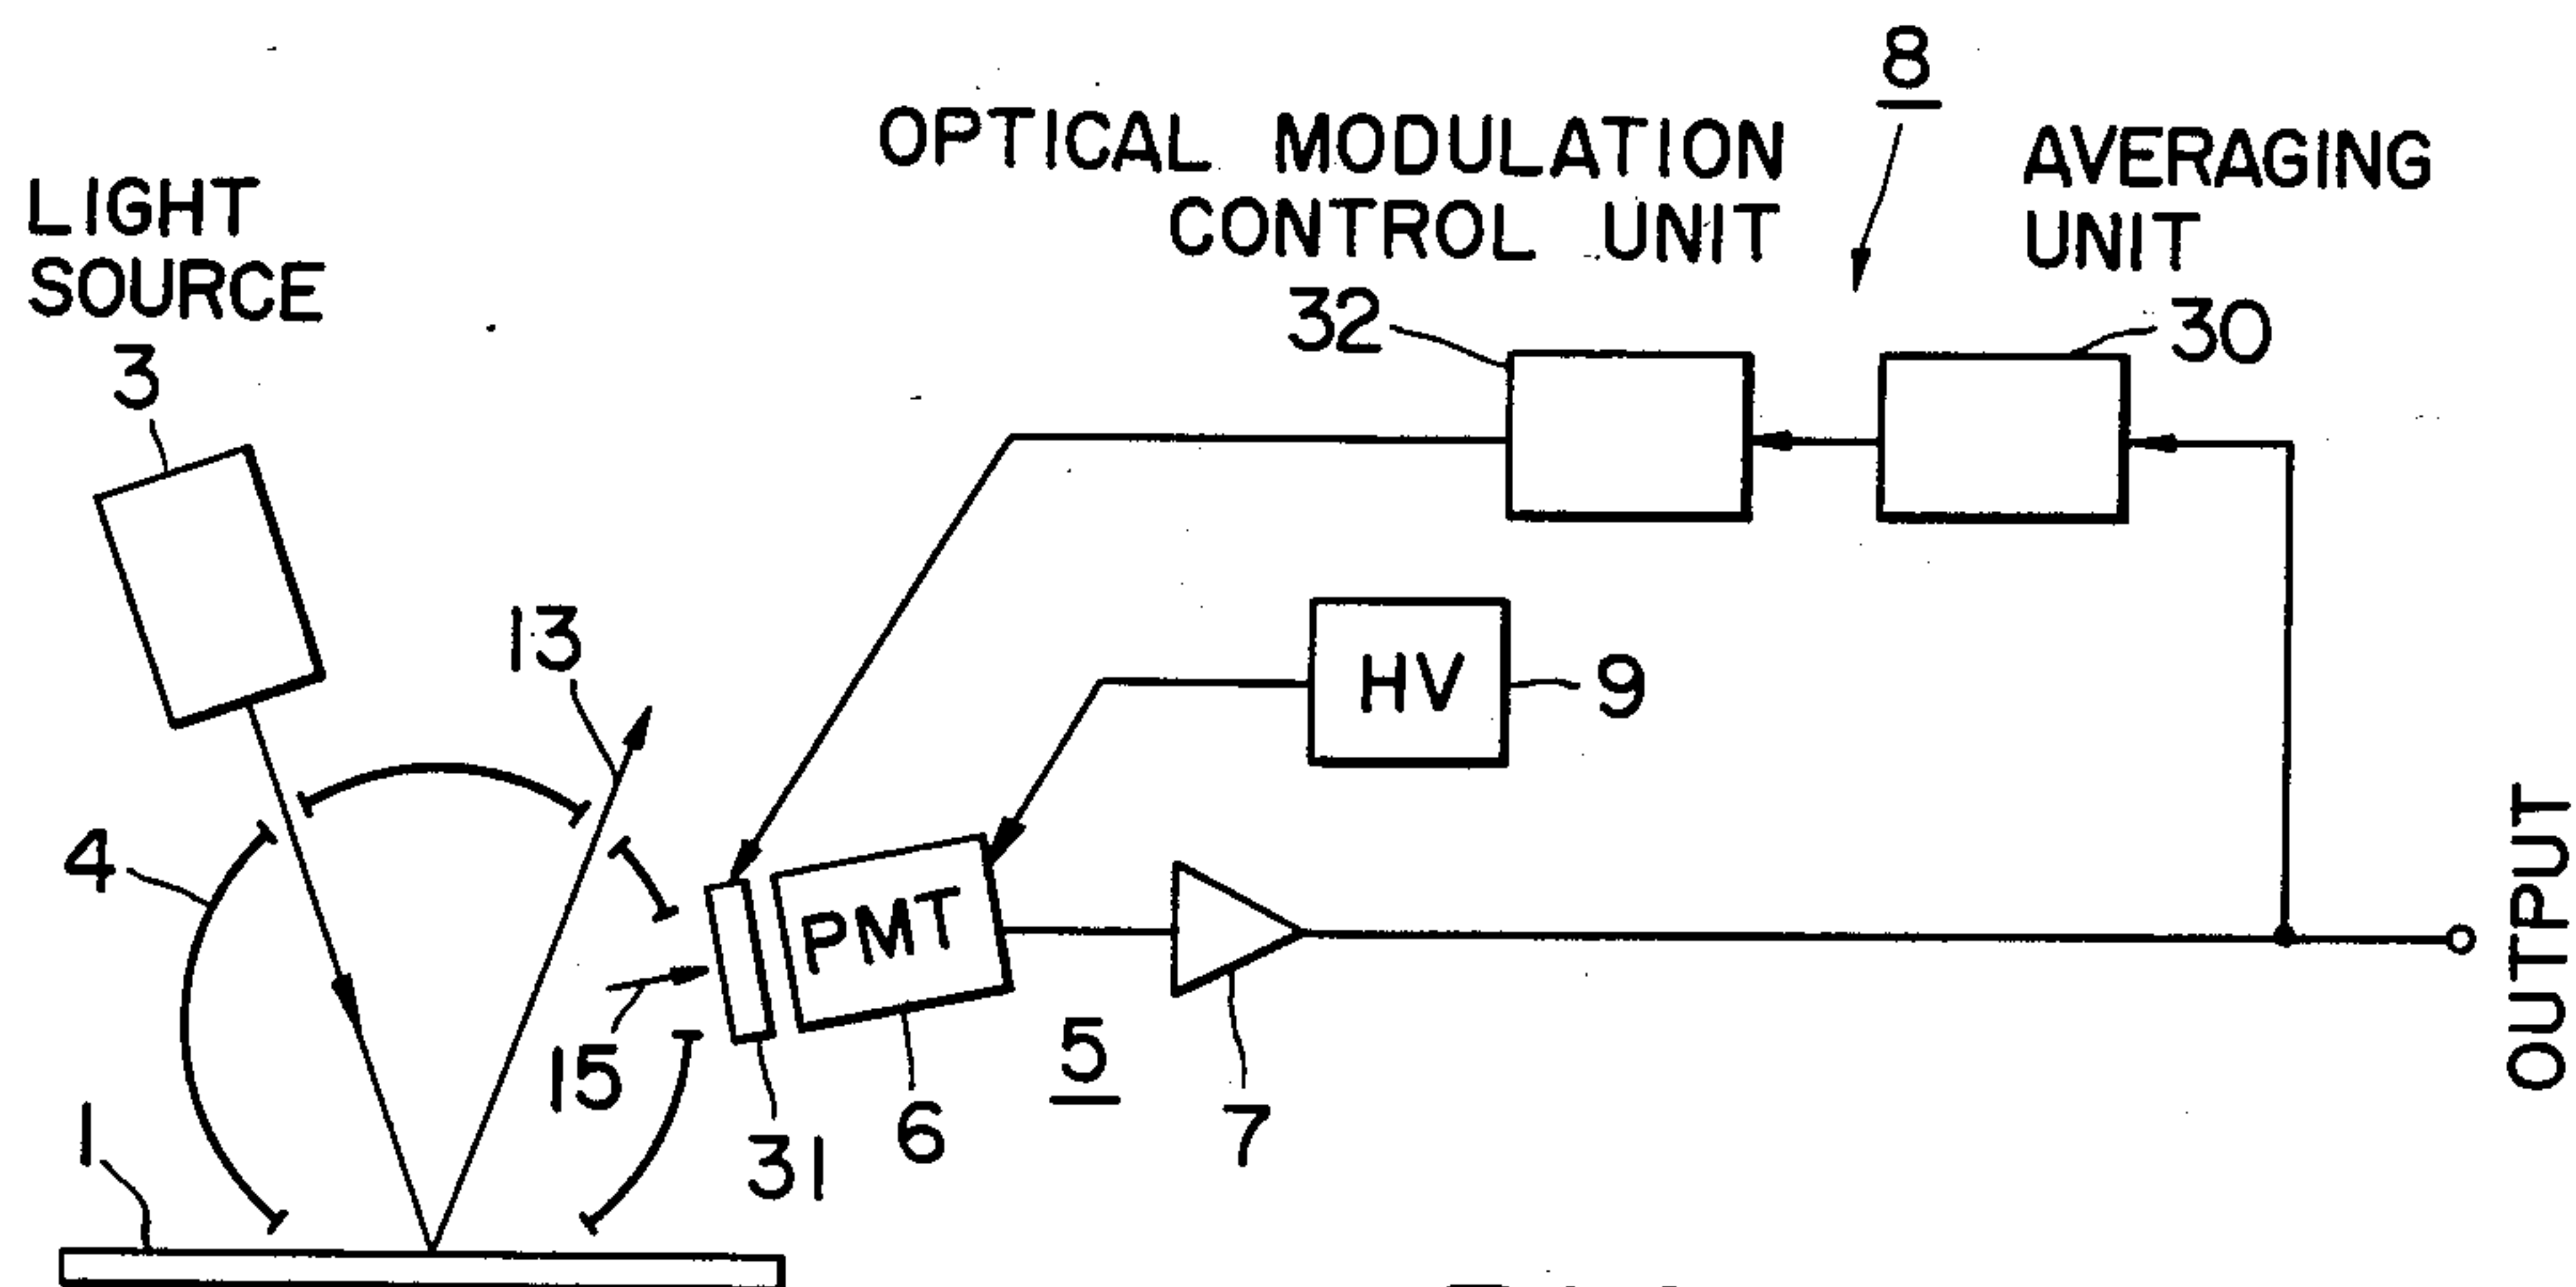 8
OPTICAL MODULATION
CONTROL UNIT
32
AVERAGING
UNIT
30
LIGHT
SOURCE
3
13
HV
9
4
PMT
15
5
31
6
7
1
OUTPUT